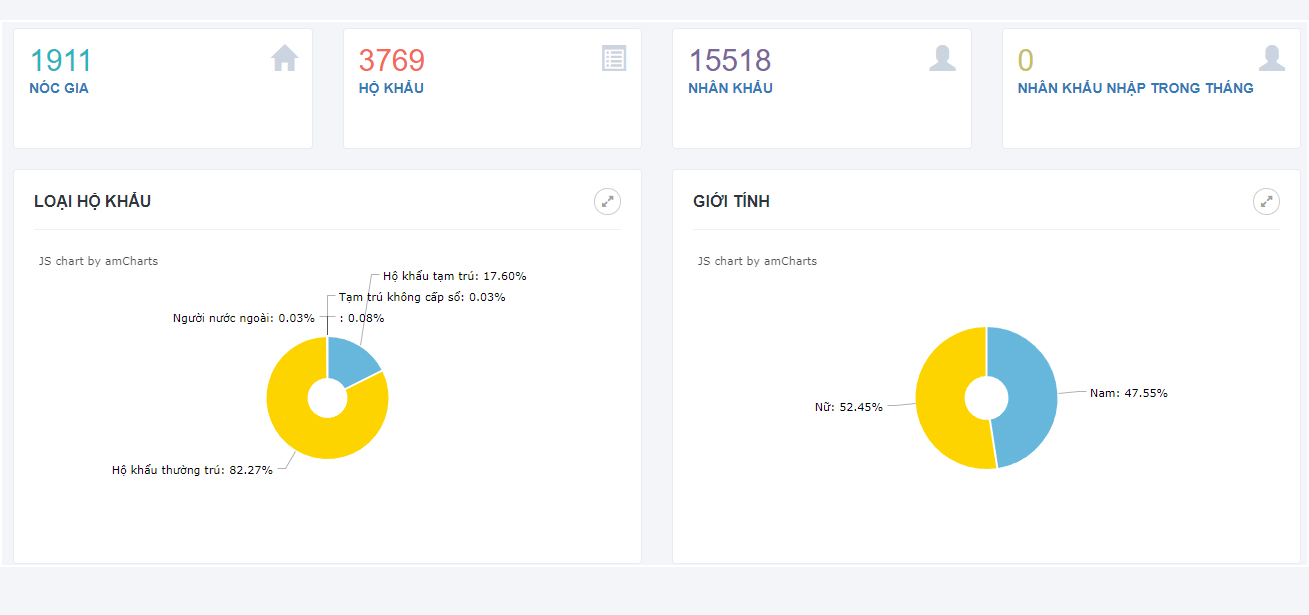 1911
NÓC GIA
3769
HỘ KHẨU
15518
NHÂN KHẨU
0
NHÂN KHẨU NHẬP TRONG THÁNG
LOẠI HỘ KHẨU
JS chart by amCharts
Hộ khẩu tạm trú: 17.60%
Tạm trú không cấp sổ: 0.03%
Người nước ngoài: 0.03%
: 0.08%
Hộ khẩu thường trú: 82.27%
GIỚI TÍNH
JS chart by amCharts
Nam: 47.55%
Nữ: 52.45%